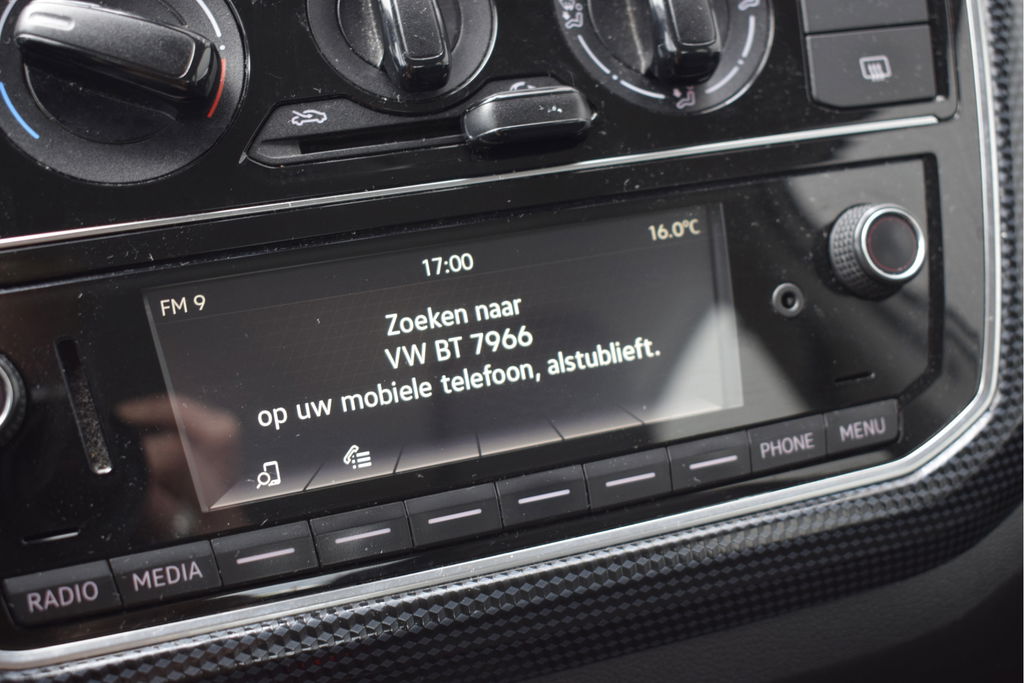 16.0°C
17:00
FM 9
Zoeken naar
VW BT 7966
op uw mobiele telefoon, alstublieft.
RADIO
MEDIA
PHONE
MENU